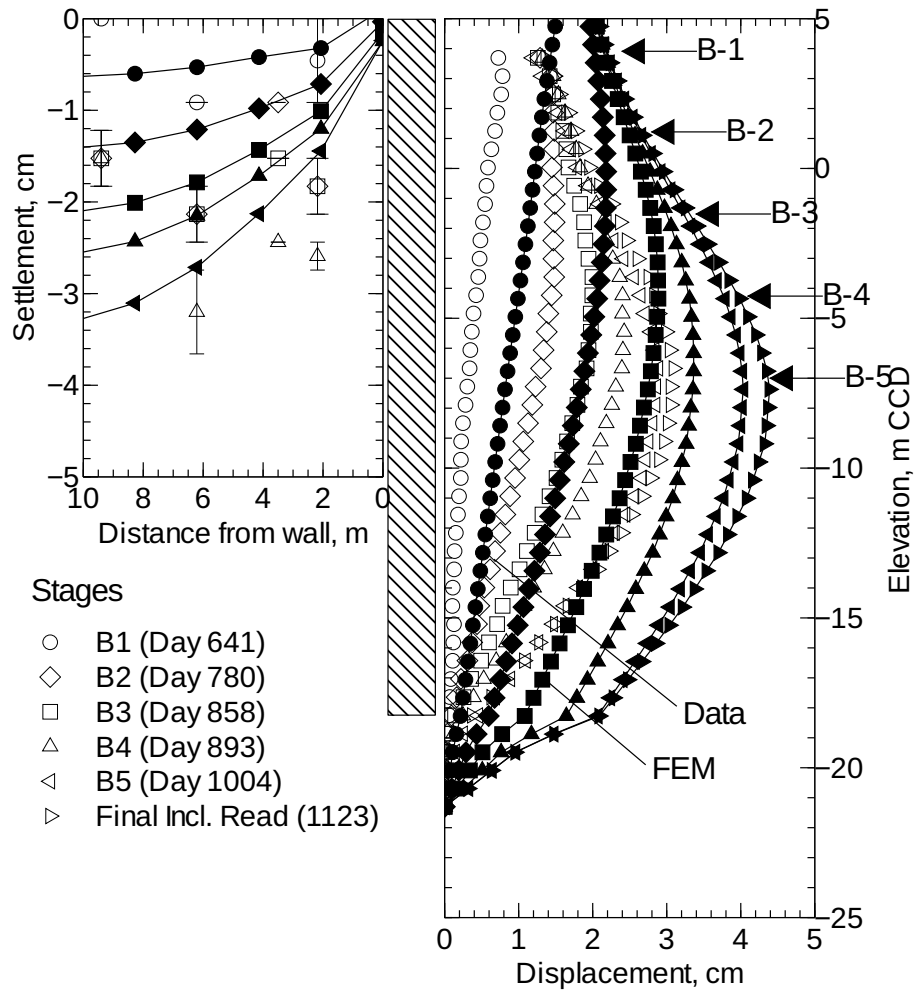 0
−1
−2
−3
−4
−5
Settlement, cm
10 8 6 4 2 0
Distance from wall, m
Stages
B1 (Day 641)
B2 (Day 780)
B3 (Day 858)
B4 (Day 893)
B5 (Day 1004)
Final Incl. Read (1123)
B-1
B-2
B-3
B-4
B-5
Data
FEM
5
0
−5
−10
−15
−20
−25
Elevation, m CCD
0 1 2 3 4 5
Displacement, cm